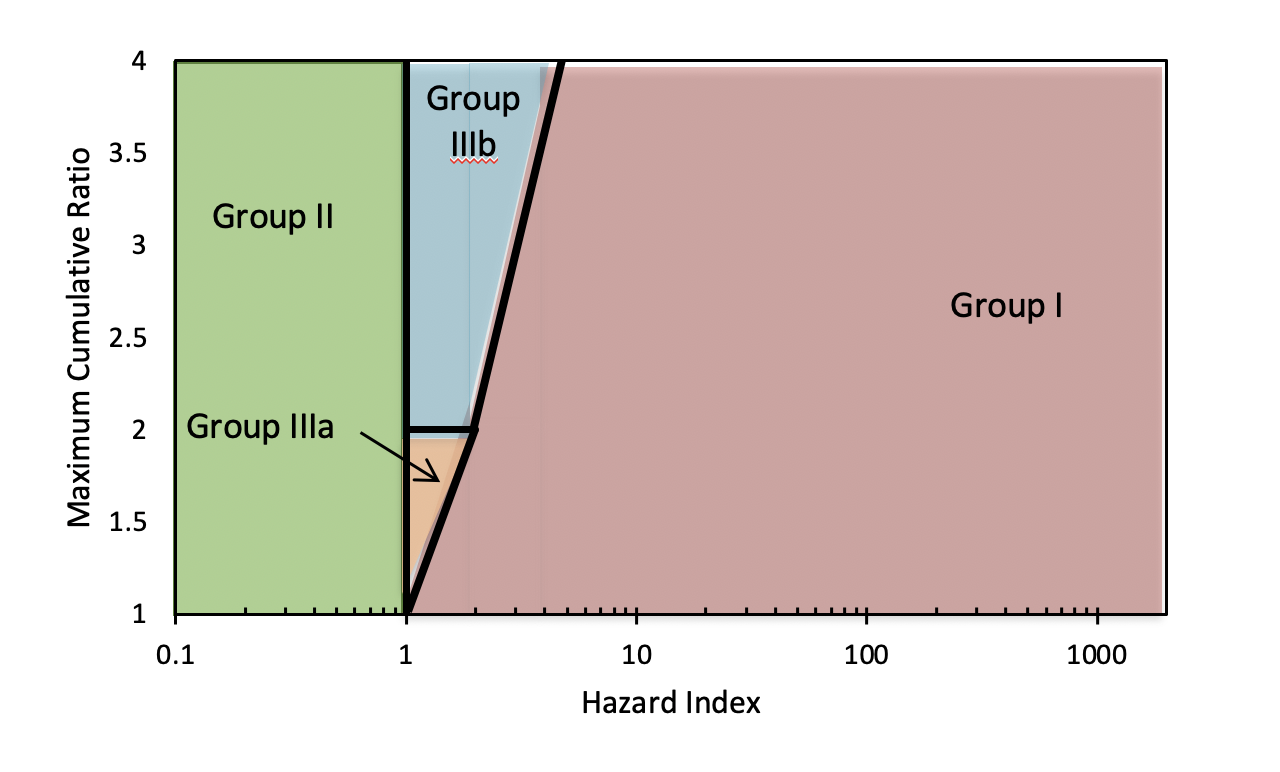 4
Group
IIIb
3.5
Group II
3
Group I
2.5
Group IIIa
2
1.5
1
Maximum Cumulative Ratio
0.1
1
10
100
1000
Hazard Index